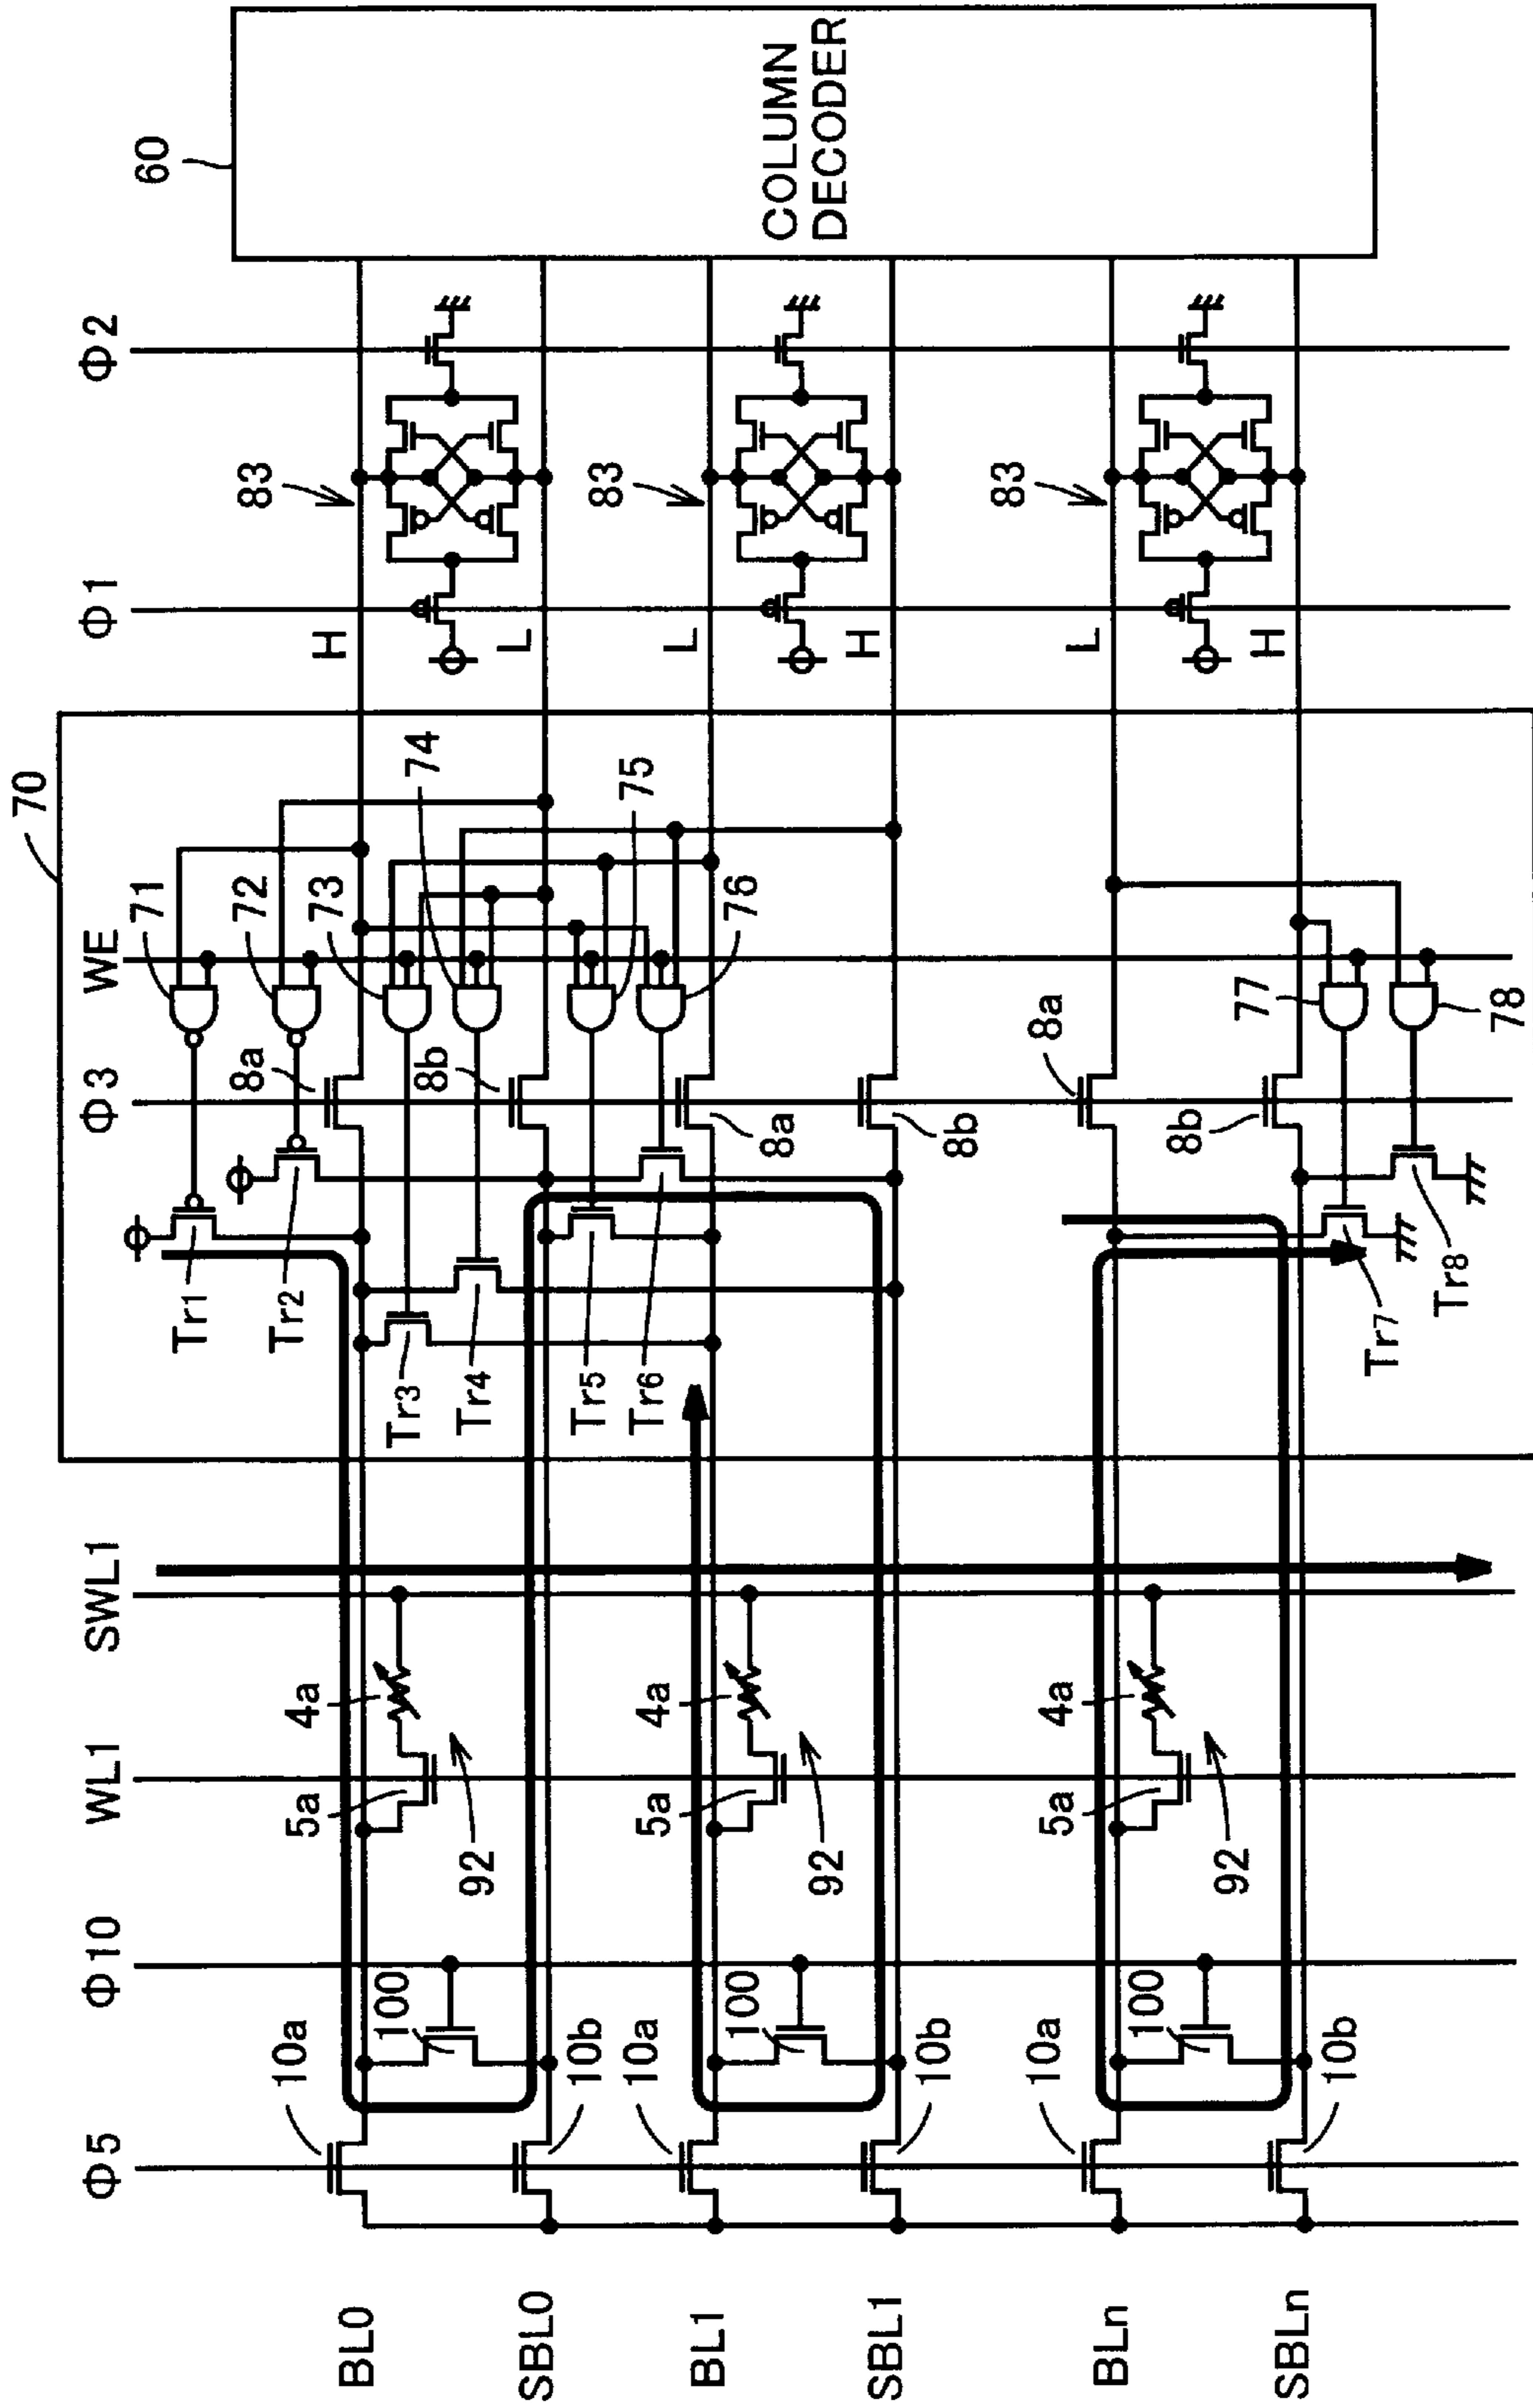 60
COLUMN
DECODER
Φ2
83
83
83
Φ1
H
L
L
H
L
H
70
WE
71
72
73
74
75
76
77
78
Φ3
8a
8b
8a
8b
8a
8b
Tr1
Tr2
Tr3
Tr4
Tr5
Tr6
Tr7
Tr8
SWL1
4a
4a
4a
WL1
5a
5a
5a
92
92
92
Φ10
100
100
100
10a
10b
10a
10b
10a
10b
Φ5
BL0
SBL0
BL1
SBL1
BLn
SBLn